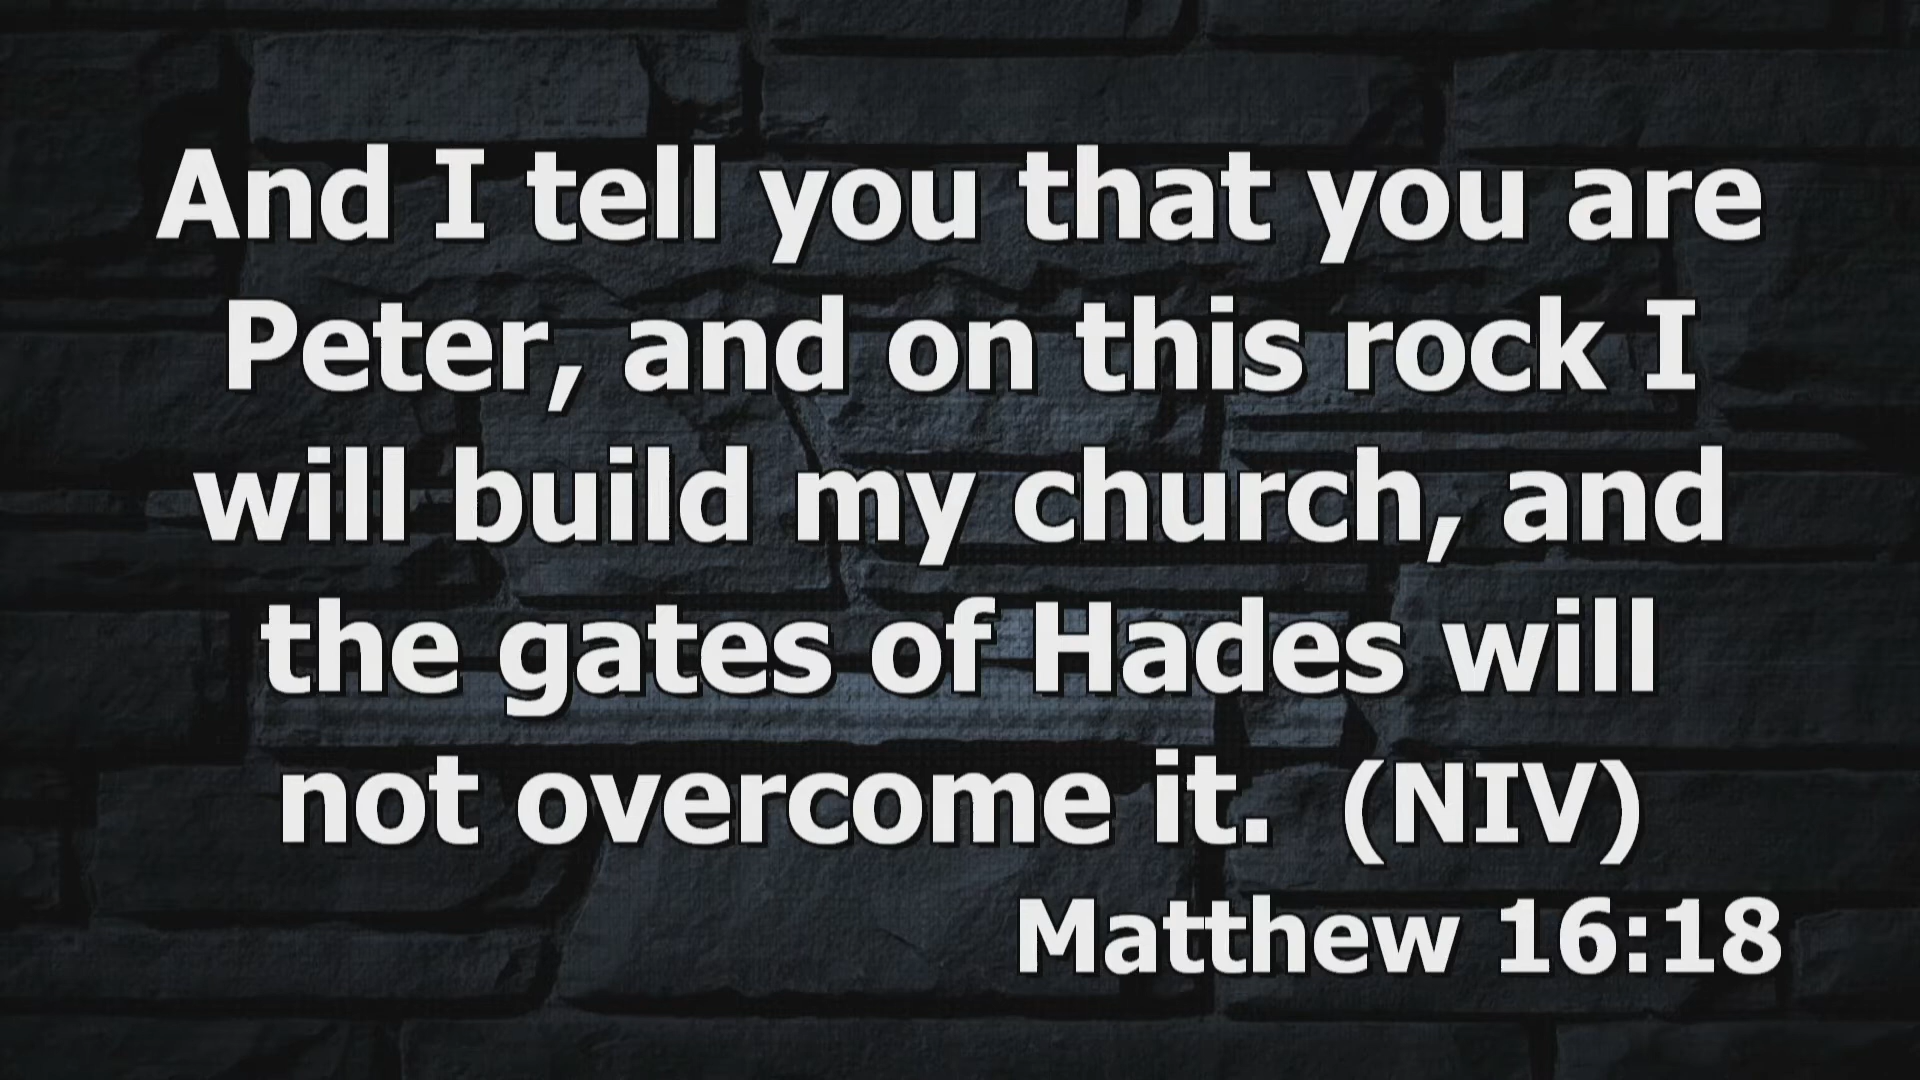 And I tell you that you are
Peter, and on this rock I
will build my church, and
the gates of Hades will
not overcome it.  (NIV)
Matthew 16:18